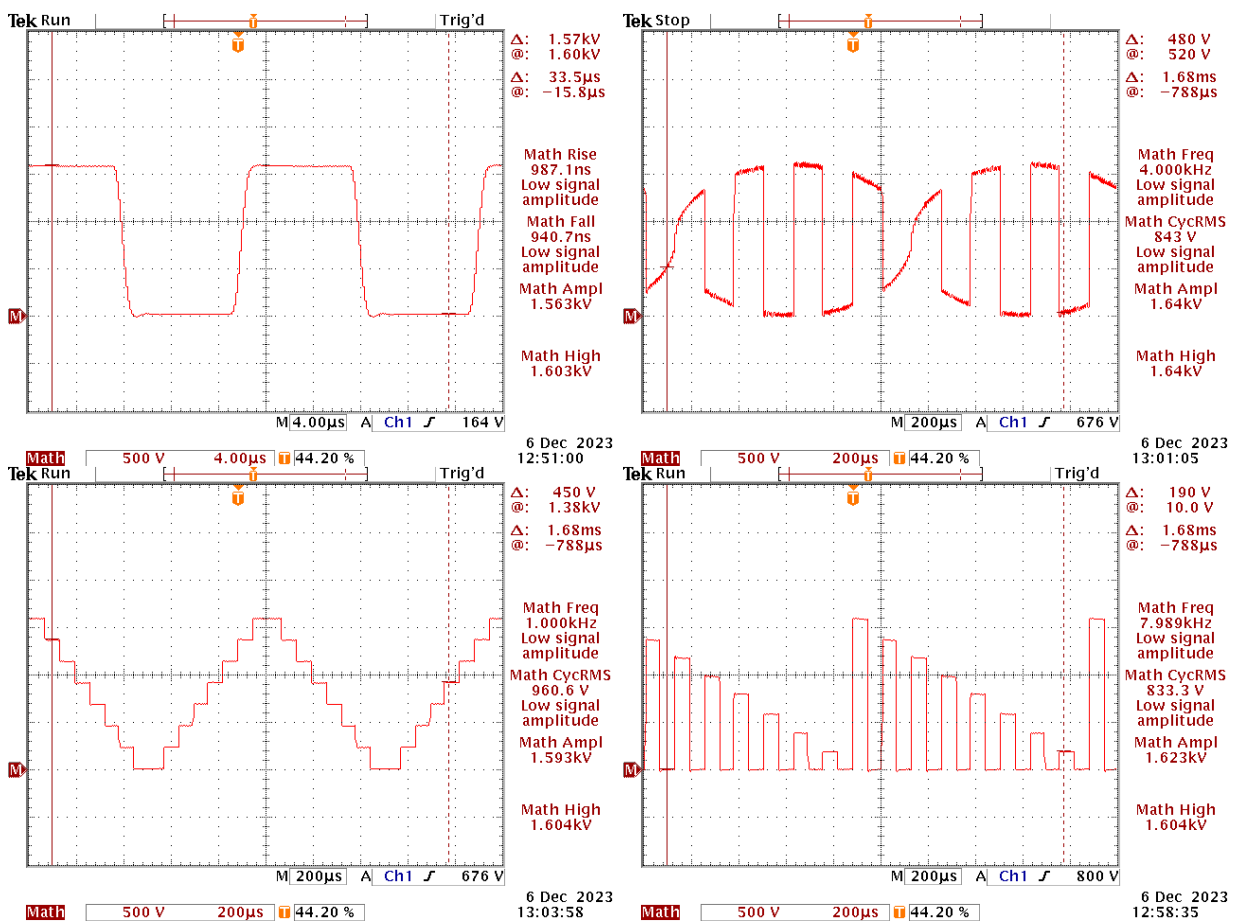 Tek Run Trig'd
T
T
Δ: 1.57kV
@: 1.60kV
Δ: 33.5µs
@: −15.8µs
Math Rise
987.1ns
Low signal
amplitude
Math Fall
940.7ns
Low signal
amplitude
Math Ampl
1.563kV
Math High
1.603kV
M
M 4.00µs A Ch1 164 V
6 Dec 2023
12:51:00
Math 500 V 4.00µs T 44.20 %
Tek Stop
T
T
Δ: 480 V
@: 520 V
Δ: 1.68ms
@: −788µs
Math Freq
4.000kHz
Low signal
amplitude
Math CycRMS
843 V
Low signal
amplitude
Math Ampl
1.64kV
Math High
1.64kV
M
M 200µs A Ch1 676 V
6 Dec 2023
13:01:05
Math 500 V 200µs T 44.20 %
Tek Run Trig'd
T
T
Δ: 450 V
@: 1.38kV
Δ: 1.68ms
@: −788µs
Math Freq
1.000kHz
Low signal
amplitude
Math CycRMS
960.6 V
Low signal
amplitude
Math Ampl
1.593kV
Math High
1.604kV
M
M 200µs A Ch1 676 V
6 Dec 2023
13:03:58
Math 500 V 200µs T 44.20 %
Tek Run Trig'd
T
T
Δ: 190 V
@: 10.0 V
Δ: 1.68ms
@: −788µs
Math Freq
7.989kHz
Low signal
amplitude
Math CycRMS
833.3 V
Low signal
amplitude
Math Ampl
1.623kV
Math High
1.604kV
M
M 200µs A Ch1 800 V
6 Dec 2023
12:58:35
Math 500 V 200µs T 44.20 %